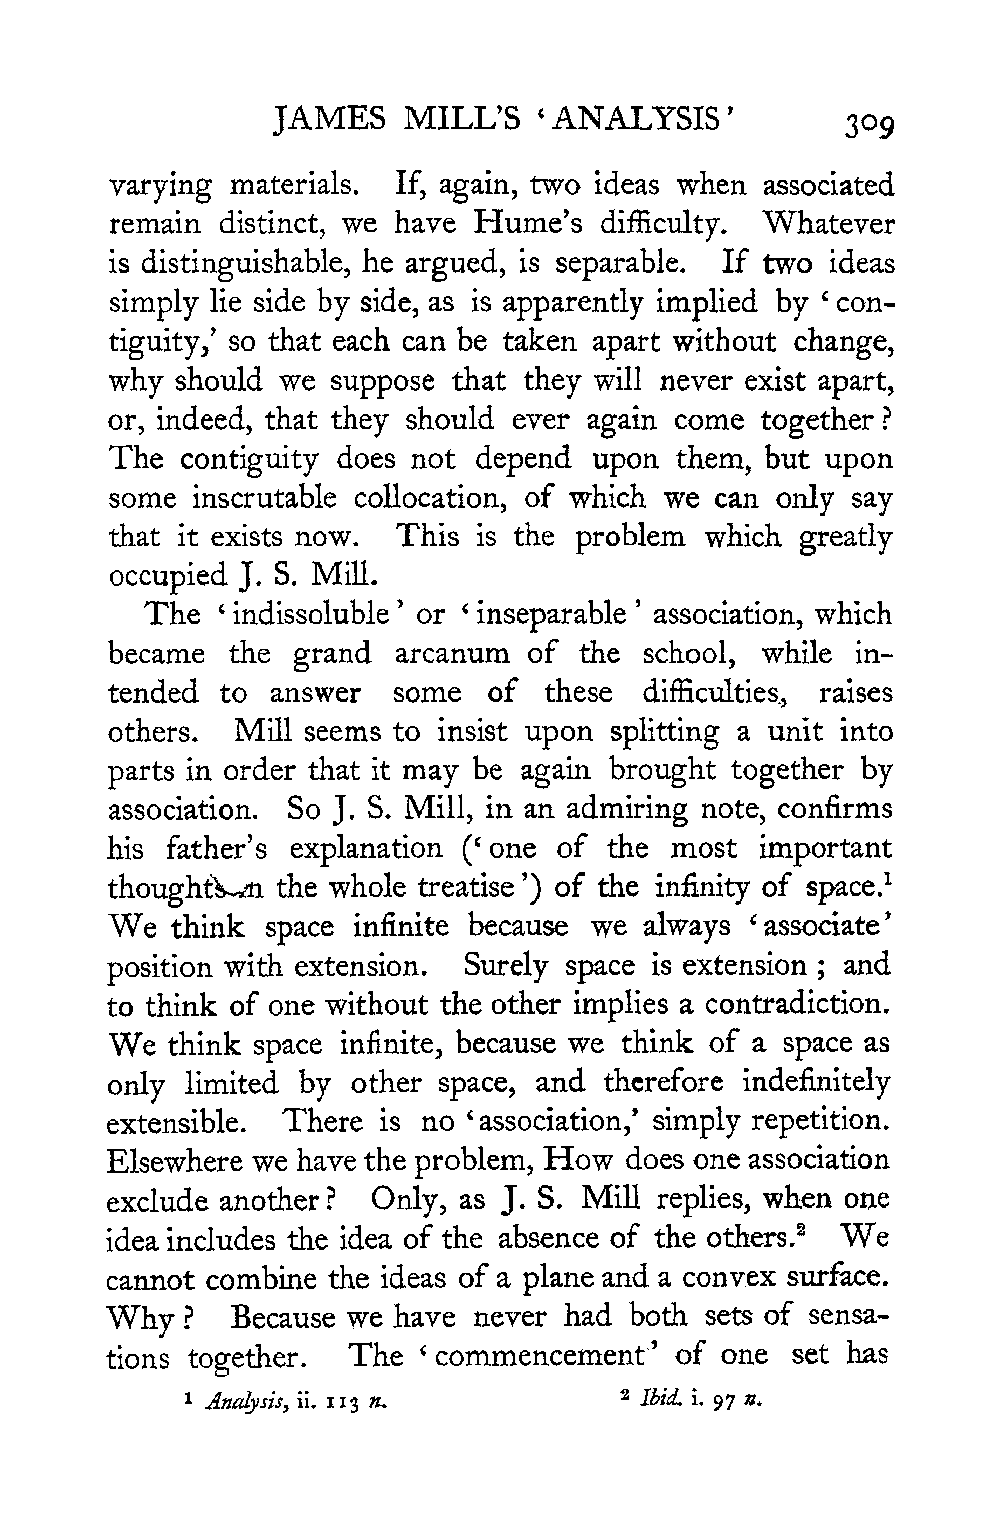 JAMES MILL'S ‘ANALYSIS’ 309
varying materials. If, again, two ideas when associated
remain distinct, we have Hume's difficulty. Whatever
is distinguishable, he argued, is separable. If two ideas
simply lie side by side, as is apparently implied by ‘con-
tiguity,’ so that each can be taken apart without change,
why should we suppose that they will never exist apart,
or, indeed, that they should ever again come together?
The contiguity does not depend upon them, but upon
some inscrutable collocation, of which we can only say
that it exists now. This is the problem which greatly
occupied J. S. Mill.
The ‘indissoluble’ or ‘inseparable’ association, which
became the grand arcanum of the school, while in-
tended to answer some of these difficulties, raises
others. Mill seems to insist upon splitting a unit into
parts in order that it may be again brought together by
association. So J. S. Mill, in an admiring note, confirms
his father's explanation (‘one of the most important
thoughts in the whole treatise’) of the infinity of space.¹
We think space infinite because we always ‘associate’
position with extension. Surely space is extension; and
to think of one without the other implies a contradiction.
We think space infinite, because we think of a space as
only limited by other space, and therefore indefinitely
extensible. There is no ‘association,’ simply repetition.
Elsewhere we have the problem, How does one association
exclude another? Only, as J. S. Mill replies, when one
idea includes the idea of the absence of the others.² We
cannot combine the ideas of a plane and a convex surface.
Why? Because we have never had both sets of sensa-
tions together. The ‘commencement’ of one set has
¹ Analysis, ii. 113 n. ² Ibid. i. 97 n.